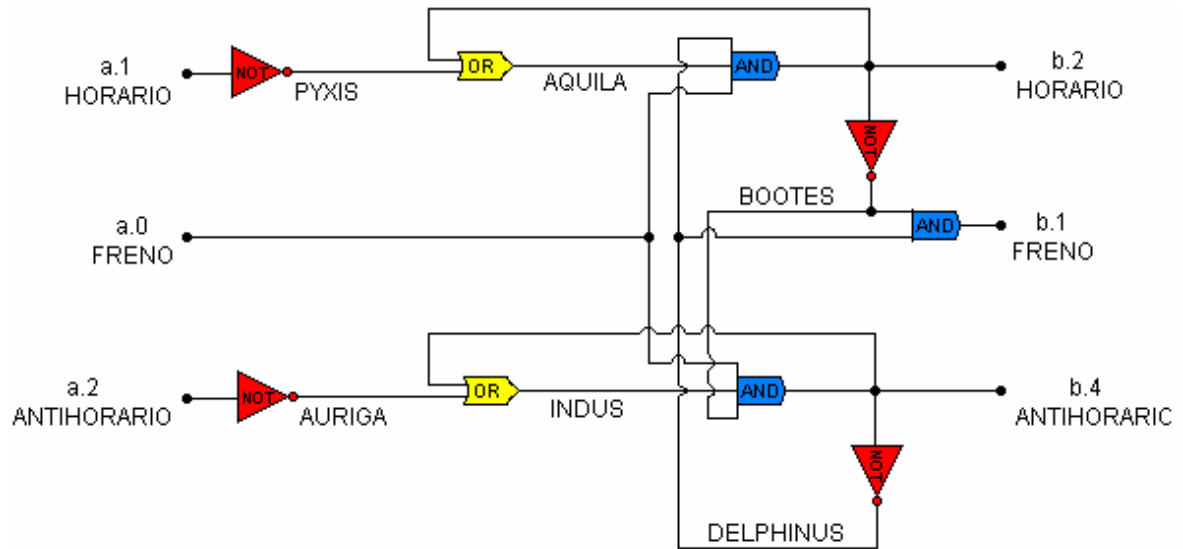 a.1
HORARIO
NOT
PYXIS
OR
AQUILA
AND
b.2
HORARIO
NOT
BOOTES
a.0
FRENO
AND
b.1
FRENO
a.2
ANTIHORARIO
NOT
AURIGA
OR
INDUS
AND
b.4
ANTIHORARIC
NOT
DELPHINUS